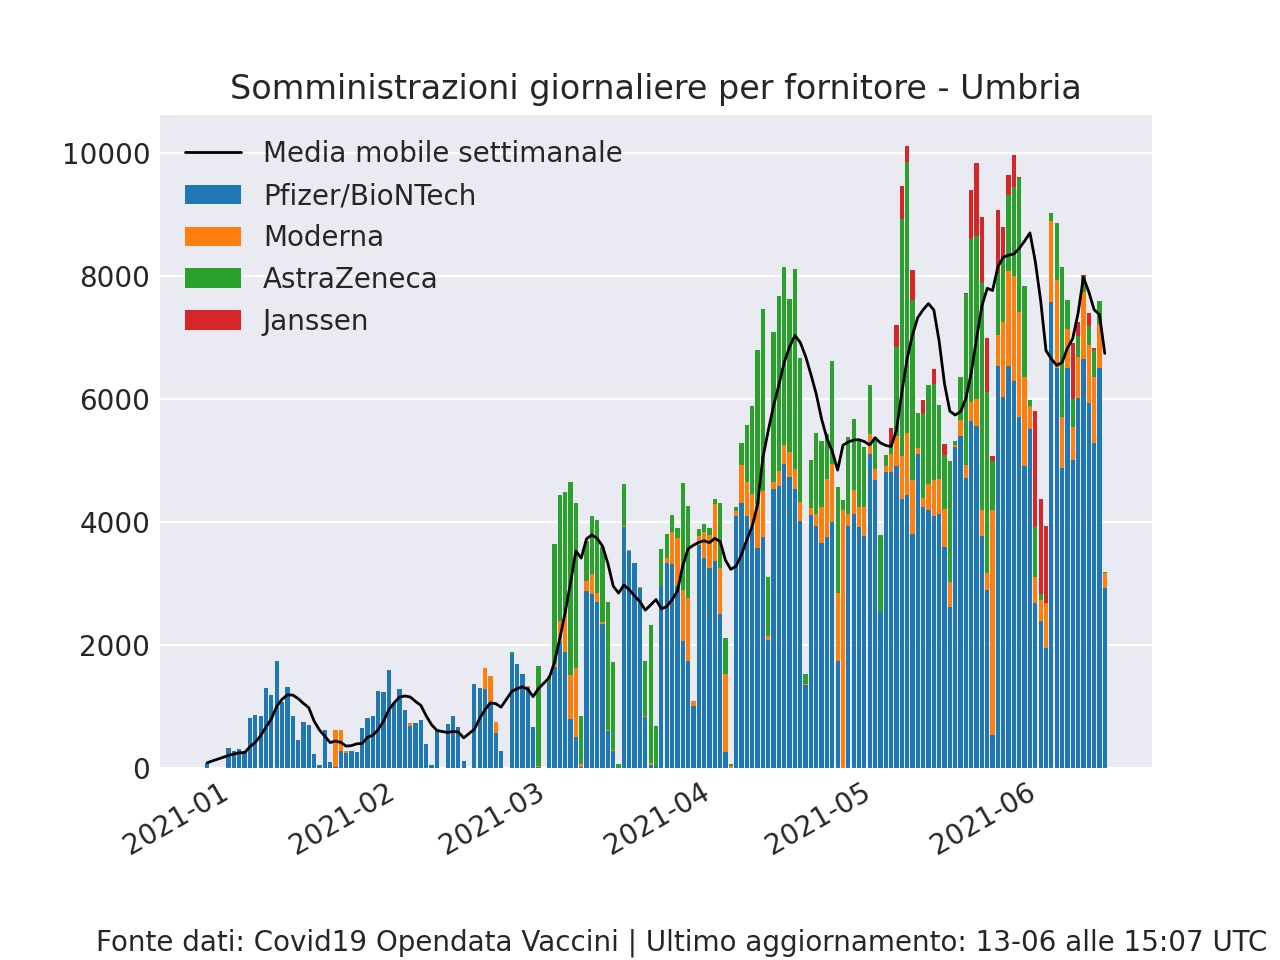 Somministrazioni giornaliere per fornitore - Umbria
Media mobile settimanale
Pfizer/BioNTech
Moderna
AstraZeneca
Janssen
10000
8000
6000
4000
2000
0
2021-01
2021-02
2021-03
2021-04
2021-05
2021-06
Fonte dati: Covid19 Opendata Vaccini | Ultimo aggiornamento: 13-06 alle 15:07 UTC